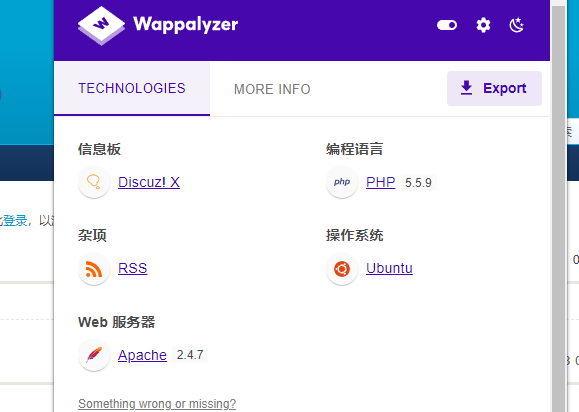 Wappalyzer
TECHNOLOGIES
MORE INFO
Export
信息板
Discuz! X
编程语言
PHP 5.5.9
杂项
RSS
操作系统
Ubuntu
Web 服务器
Apache 2.4.7
Something wrong or missing?
登录，以